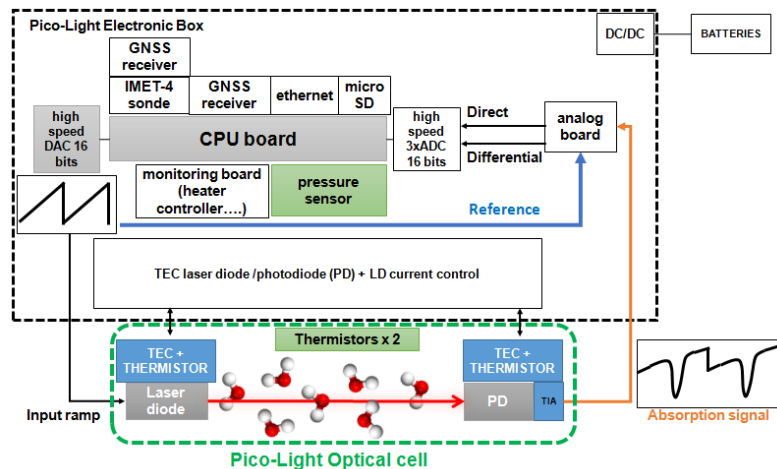 Pico-Light Electronic Box
DC/DC
BATTERIES
GNSS
receiver
IMET-4
sonde
GNSS
receiver
ethernet
micro
SD
high
speed
DAC 16
bits
CPU board
high
speed
3xADC
16 bits
Direct
Differential
analog
board
monitoring board
(heater
controller....)
pressure
sensor
Reference
TEC laser diode /photodiode (PD) + LD current control
Thermistors x 2
TEC +
THERMISTOR
TEC +
THERMISTOR
Laser
diode
PD
TIA
Input ramp
Absorption signal
Pico-Light Optical cell